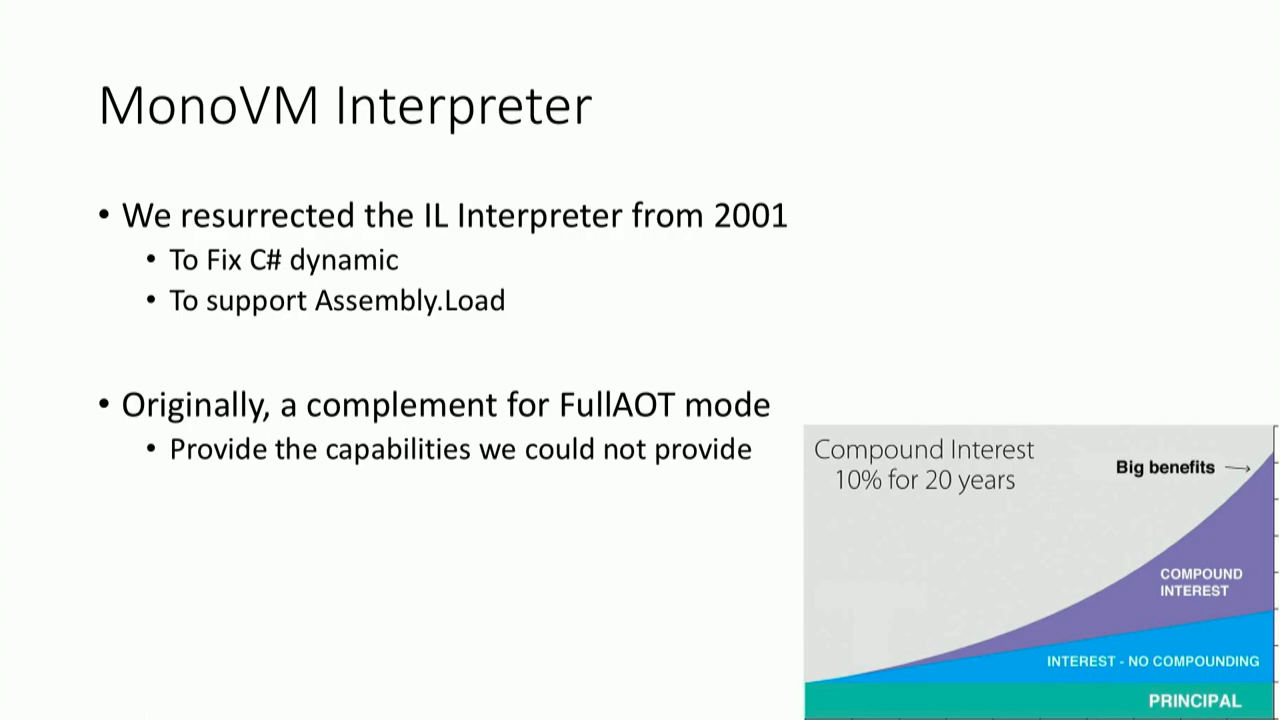 MonoVM Interpreter
• We resurrected the IL Interpreter from 2001
• To Fix C# dynamic
• To support Assembly.Load
• Originally, a complement for FullAOT mode
• Provide the capabilities we could not provide
Compound Interest
10% for 20 years
Big benefits
COMPOUND
INTEREST
INTEREST - NO COMPOUNDING
PRINCIPAL